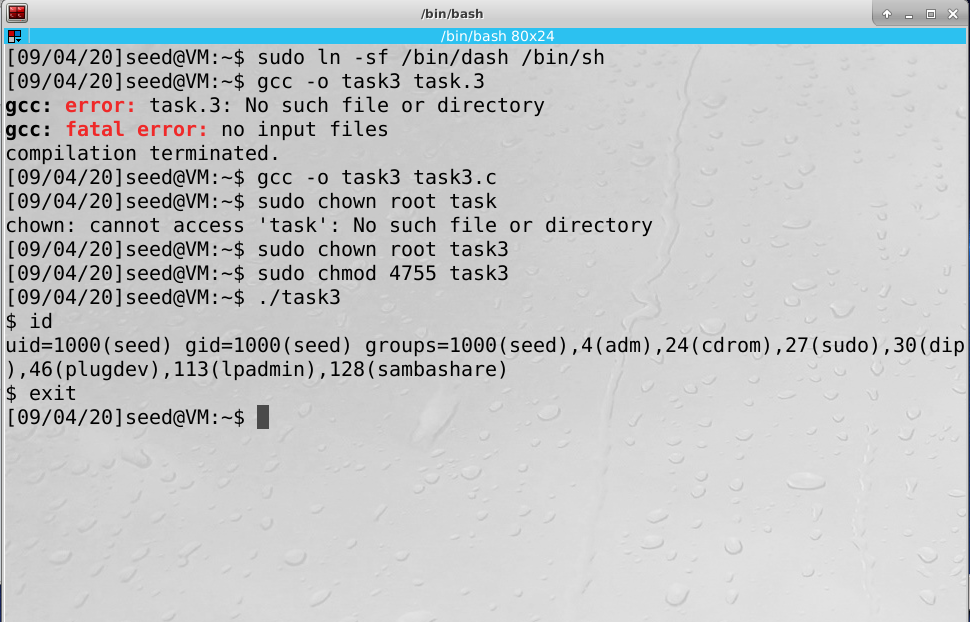 /bin/bash
/bin/bash 80x24
[09/04/20]seed@VM:~$ sudo ln -sf /bin/dash /bin/sh
[09/04/20]seed@VM:~$ gcc -o task3 task.3
gcc: error: task.3: No such file or directory
gcc: fatal error: no input files
compilation terminated.
[09/04/20]seed@VM:~$ gcc -o task3 task3.c
[09/04/20]seed@VM:~$ sudo chown root task
chown: cannot access 'task': No such file or directory
[09/04/20]seed@VM:~$ sudo chown root task3
[09/04/20]seed@VM:~$ sudo chmod 4755 task3
[09/04/20]seed@VM:~$ ./task3
$ id
uid=1000(seed) gid=1000(seed) groups=1000(seed),4(adm),24(cdrom),27(sudo),30(dip
),46(plugdev),113(lpadmin),128(sambashare)
$ exit
[09/04/20]seed@VM:~$